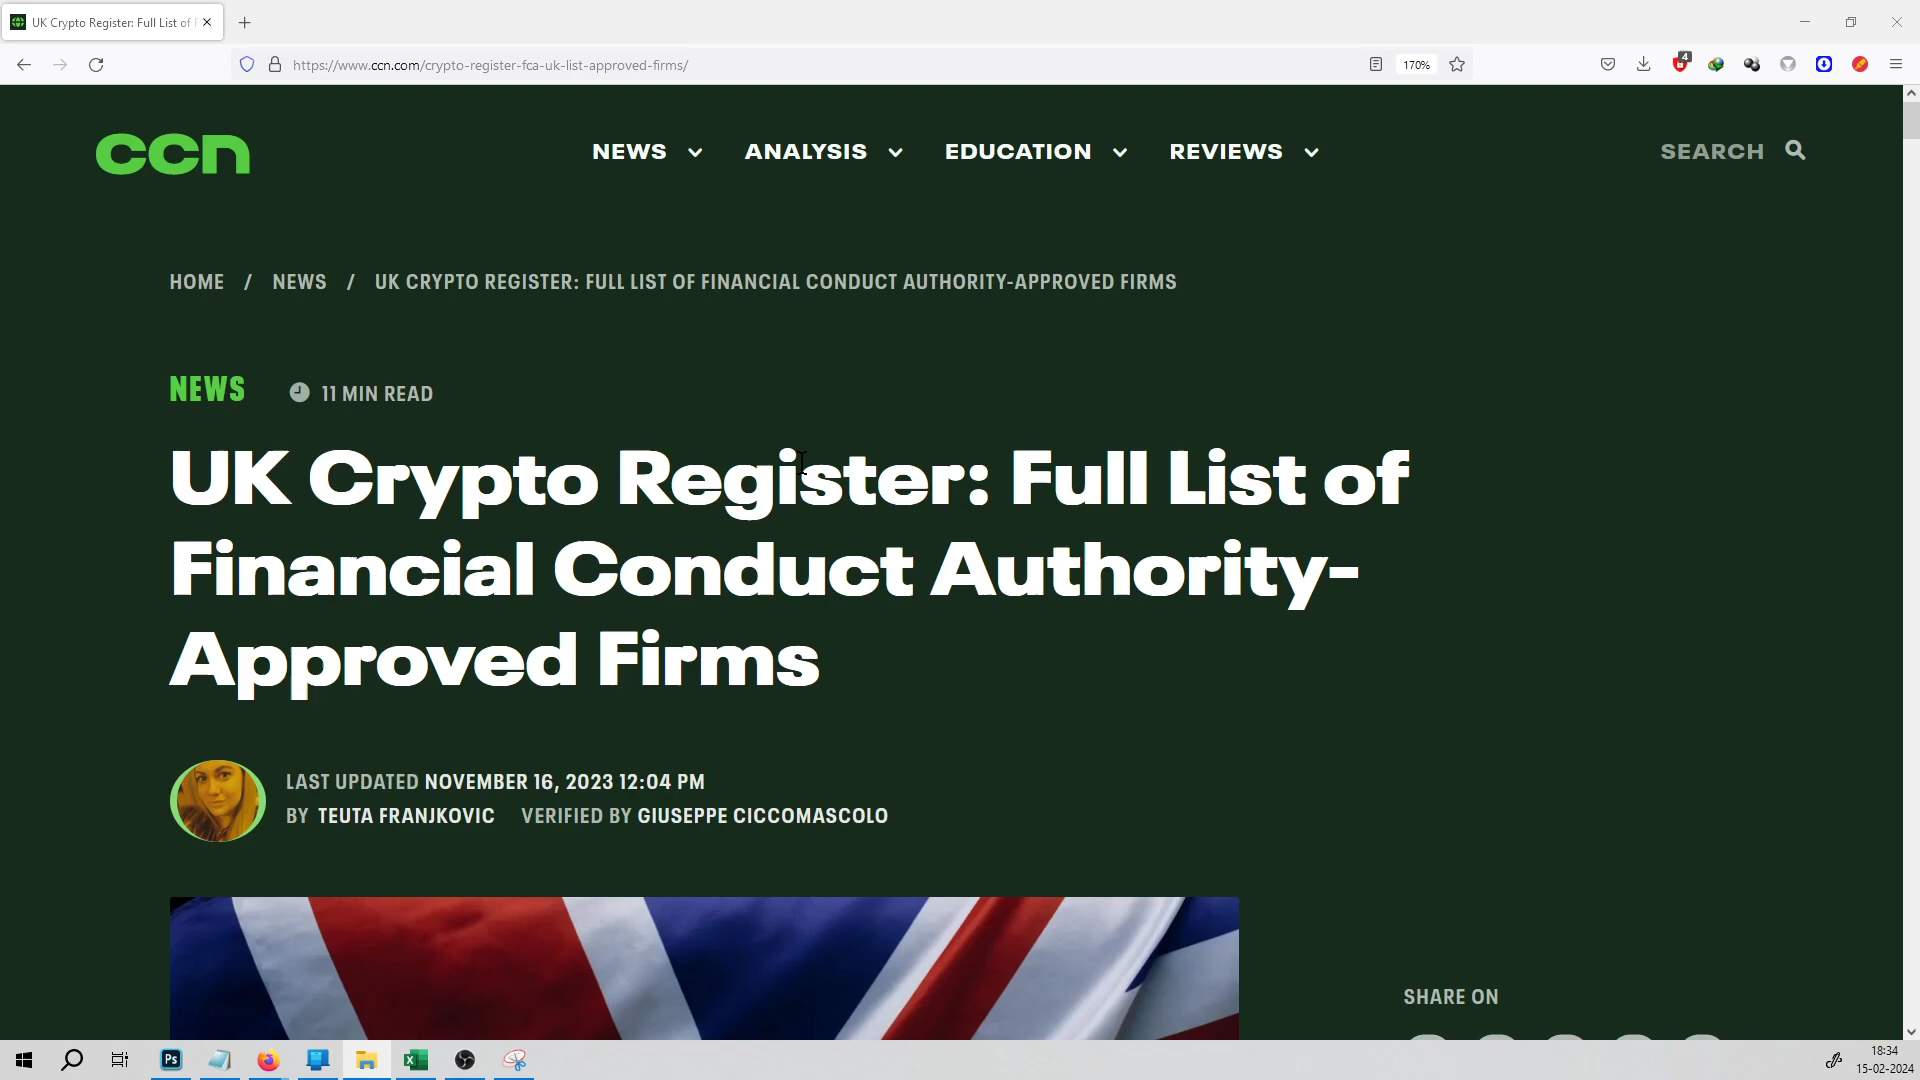 UK Crypto Register: Full List of F
https://www.ccn.com/crypto-register-fca-uk-list-approved-firms/
170%
4
ccn
NEWS
ANALYSIS
EDUCATION
REVIEWS
SEARCH
HOME / NEWS / UK CRYPTO REGISTER: FULL LIST OF FINANCIAL CONDUCT AUTHORITY-APPROVED FIRMS
NEWS 11 MIN READ
UK Crypto Register: Full List of
Financial Conduct Authority-
Approved Firms
LAST UPDATED NOVEMBER 16, 2023 12:04 PM
BY TEUTA FRANJKOVIC VERIFIED BY GIUSEPPE CICCOMASCOLO
SHARE ON
Ps
18:34
15-02-2024